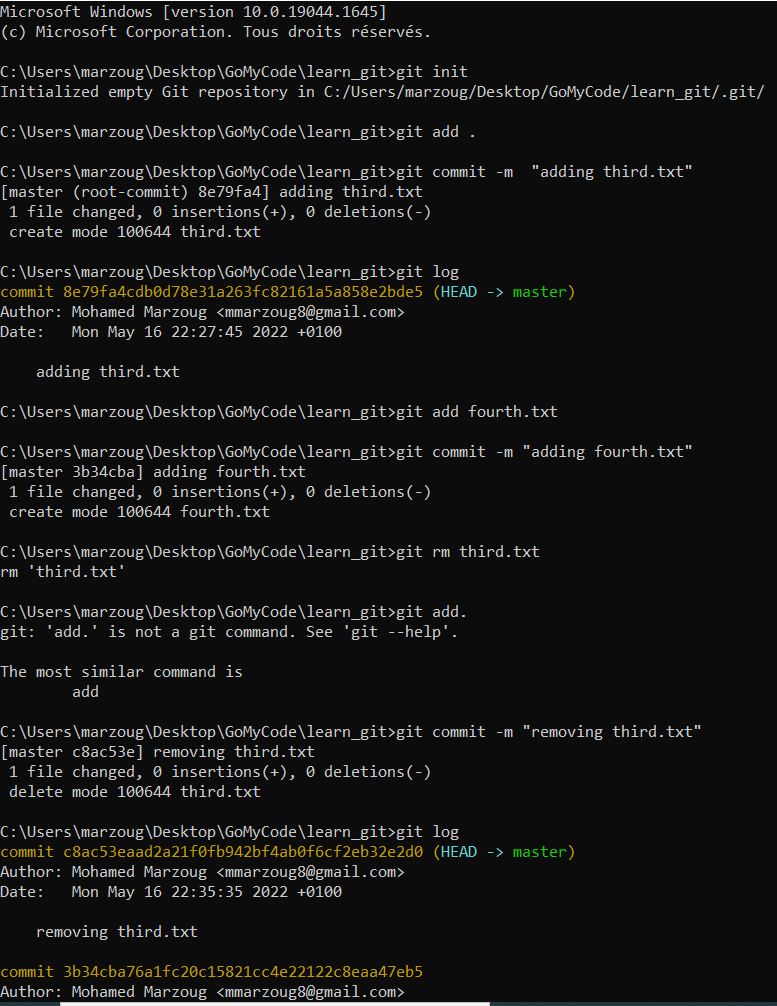 Microsoft Windows [version 10.0.19044.1645]
(c) Microsoft Corporation. Tous droits réservés.
C:\Users\marzoug\Desktop\GoMyCode\learn_git>git init
Initialized empty Git repository in C:/Users/marzoug/Desktop/GoMyCode/learn_git/.git/
C:\Users\marzoug\Desktop\GoMyCode\learn_git>git add .
C:\Users\marzoug\Desktop\GoMyCode\learn_git>git commit -m  "adding third.txt"
[master (root-commit) 8e79fa4] adding third.txt
 1 file changed, 0 insertions(+), 0 deletions(-)
 create mode 100644 third.txt
C:\Users\marzoug\Desktop\GoMyCode\learn_git>git log
commit 8e79fa4cdb0d78e31a263fc82161a5a858e2bde5 (HEAD -> master)
Author: Mohamed Marzoug <mmarzoug8@gmail.com>
Date:   Mon May 16 22:27:45 2022 +0100
    adding third.txt
C:\Users\marzoug\Desktop\GoMyCode\learn_git>git add fourth.txt
C:\Users\marzoug\Desktop\GoMyCode\learn_git>git commit -m "adding fourth.txt"
[master 3b34cba] adding fourth.txt
 1 file changed, 0 insertions(+), 0 deletions(-)
 create mode 100644 fourth.txt
C:\Users\marzoug\Desktop\GoMyCode\learn_git>git rm third.txt
rm 'third.txt'
C:\Users\marzoug\Desktop\GoMyCode\learn_git>git add.
git: 'add.' is not a git command. See 'git --help'.
The most similar command is
        add
C:\Users\marzoug\Desktop\GoMyCode\learn_git>git commit -m "removing third.txt"
[master c8ac53e] removing third.txt
 1 file changed, 0 insertions(+), 0 deletions(-)
 delete mode 100644 third.txt
C:\Users\marzoug\Desktop\GoMyCode\learn_git>git log
commit c8ac53eaad2a21f0fb942bf4ab0f6cf2eb32e2d0 (HEAD -> master)
Author: Mohamed Marzoug <mmarzoug8@gmail.com>
Date:   Mon May 16 22:35:35 2022 +0100
    removing third.txt
commit 3b34cba76a1fc20c15821cc4e22122c8eaa47eb5
Author: Mohamed Marzoug <mmarzoug8@gmail.com>